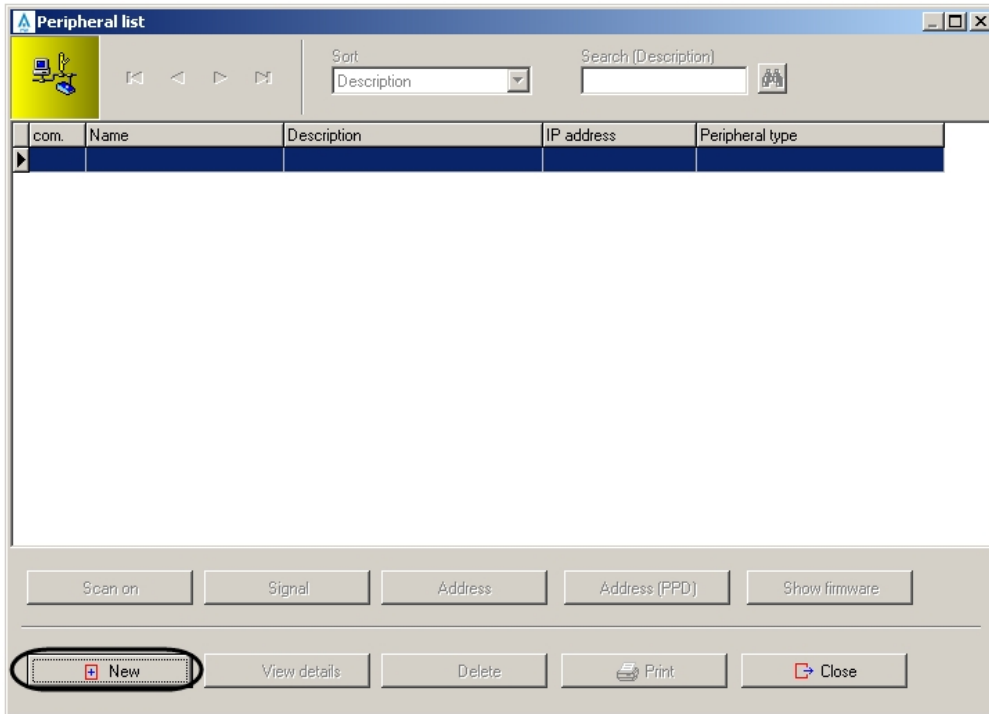 Peripheral list
Sort
Search (Description)
Description
com. Name Description IP address Peripheral type
Scan on Signal Address Address (PPD) Show firmware
New View details Delete Print Close